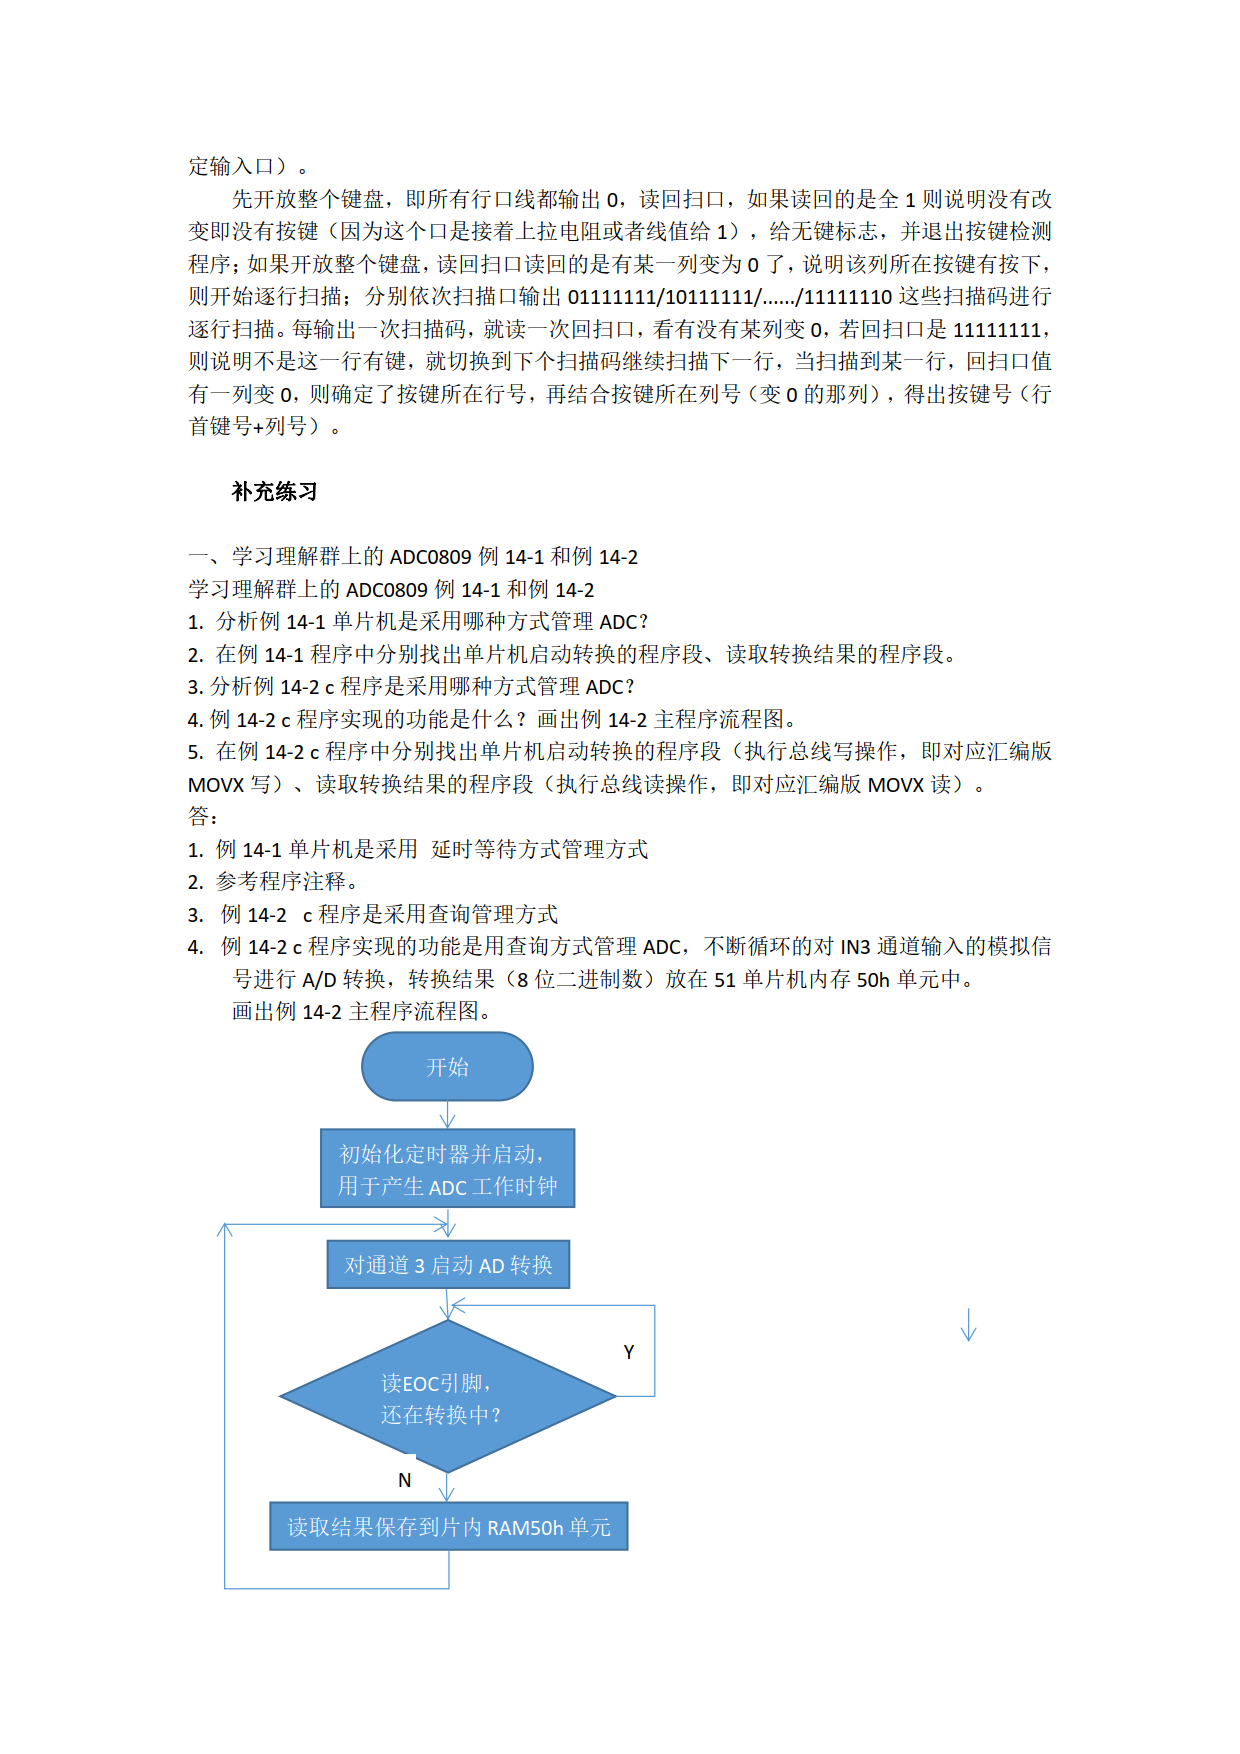 定输入口）。
先开放整个键盘，即所有行口线都输出 0，读回扫口，如果读回的是全 1 则说明没有改
变即没有按键（因为这个口是接着上拉电阻或者线值给 1），给无键标志，并退出按键检测
程序；如果开放整个键盘，读回扫口读回的是有某一列变为 0 了，说明该列所在按键有按下，
则开始逐行扫描；分别依次扫描口输出 01111111/10111111/....../11111110 这些扫描码进行
逐行扫描。每输出一次扫描码，就读一次回扫口，看有没有某列变 0，若回扫口是 11111111，
则说明不是这一行有键，就切换到下个扫描码继续扫描下一行，当扫描到某一行，回扫口值
有一列变 0，则确定了按键所在行号，再结合按键所在列号（变 0 的那列），得出按键号（行
首键号+列号）。
补充练习
一、学习理解群上的 ADC0809 例 14-1 和例 14-2
学习理解群上的 ADC0809 例 14-1 和例 14-2
1. 分析例 14-1 单片机是采用哪种方式管理 ADC？
2. 在例 14-1 程序中分别找出单片机启动转换的程序段、读取转换结果的程序段。
3. 分析例 14-2 c 程序是采用哪种方式管理 ADC？
4. 例 14-2 c 程序实现的功能是什么？画出例 14-2 主程序流程图。
5. 在例 14-2 c 程序中分别找出单片机启动转换的程序段（执行总线写操作，即对应汇编版
MOVX 写）、读取转换结果的程序段（执行总线读操作，即对应汇编版 MOVX 读）。
答：
1. 例 14-1 单片机是采用 延时等待方式管理方式
2. 参考程序注释。
3. 例 14-2 c 程序是采用查询管理方式
4. 例 14-2 c 程序实现的功能是用查询方式管理 ADC，不断循环的对 IN3 通道输入的模拟信
号进行 A/D 转换，转换结果（8 位二进制数）放在 51 单片机内存 50h 单元中。
画出例 14-2 主程序流程图。
开始
初始化定时器并启动，
用于产生 ADC 工作时钟
对通道 3 启动 AD 转换
Y
读EOC引脚，
还在转换中？
N
读取结果保存到片内 RAM50h 单元